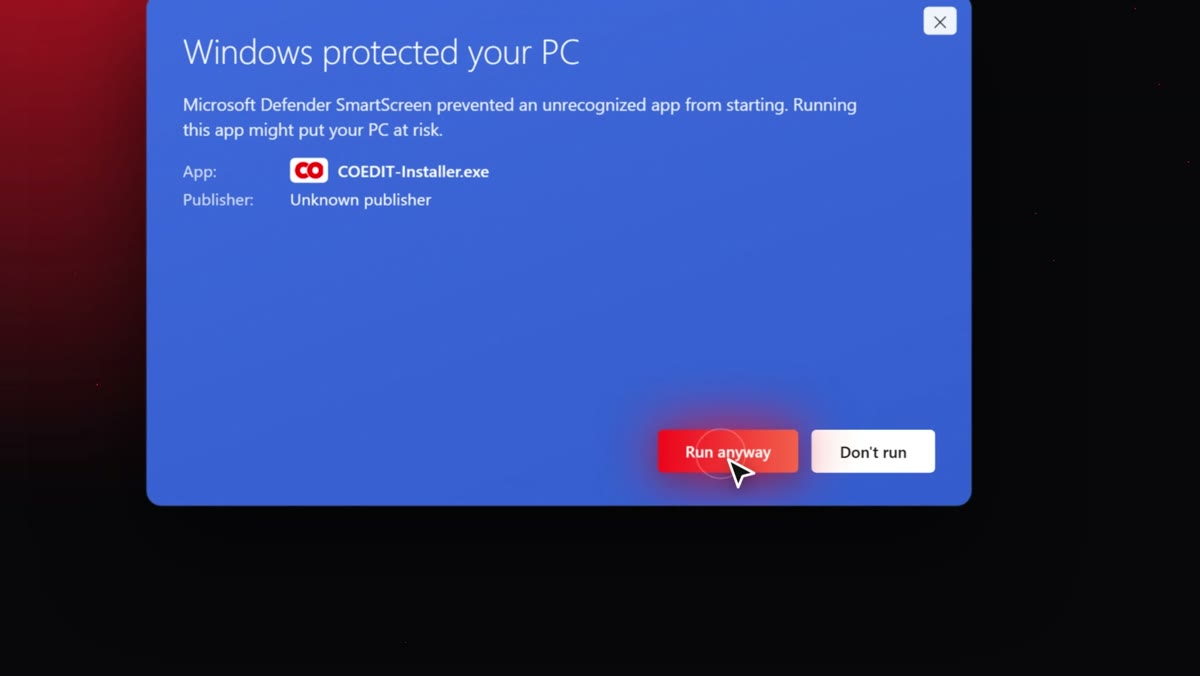 Windows protected your PC
Microsoft Defender SmartScreen prevented an unrecognized app from starting. Running
this app might put your PC at risk.
App: CO COEDIT-Installer.exe
Publisher: Unknown publisher
Run anyway Don't run